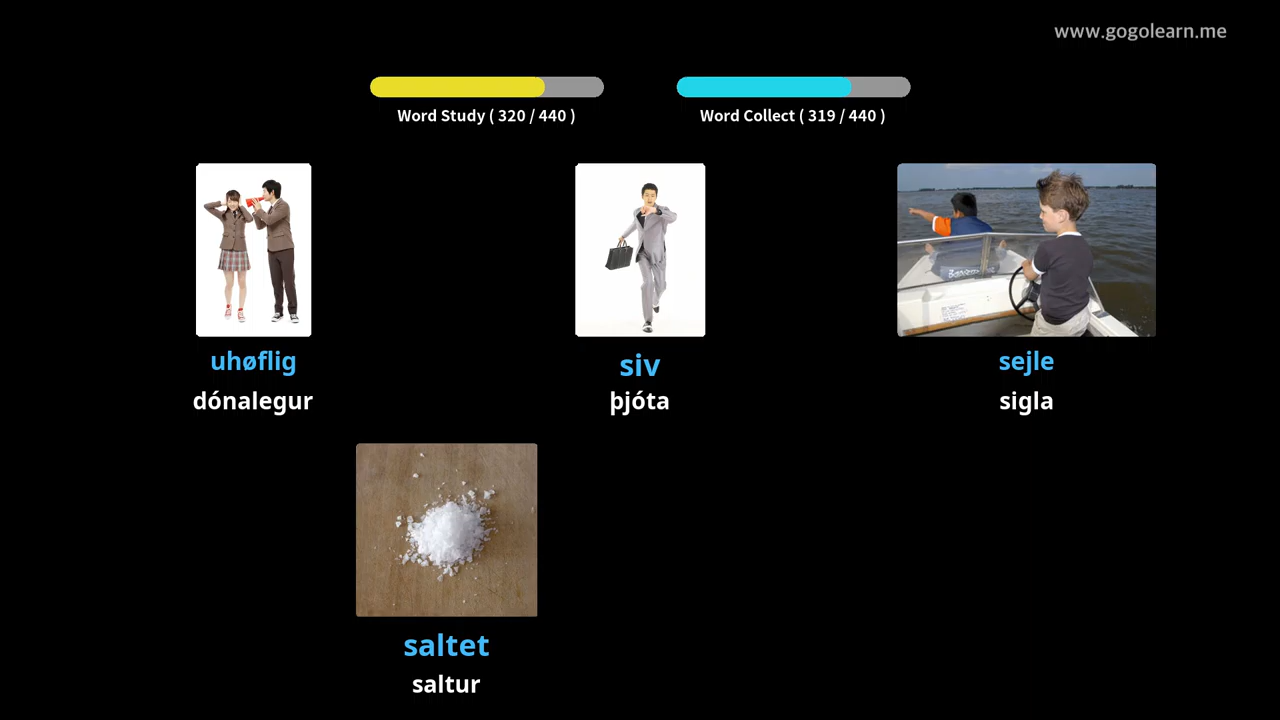 www.gogolearn.me
Word Study ( 320 / 440 )
Word Collect ( 319 / 440 )
uhøflig
dónalegur
siv
þjóta
sejle
sigla
saltet
saltur